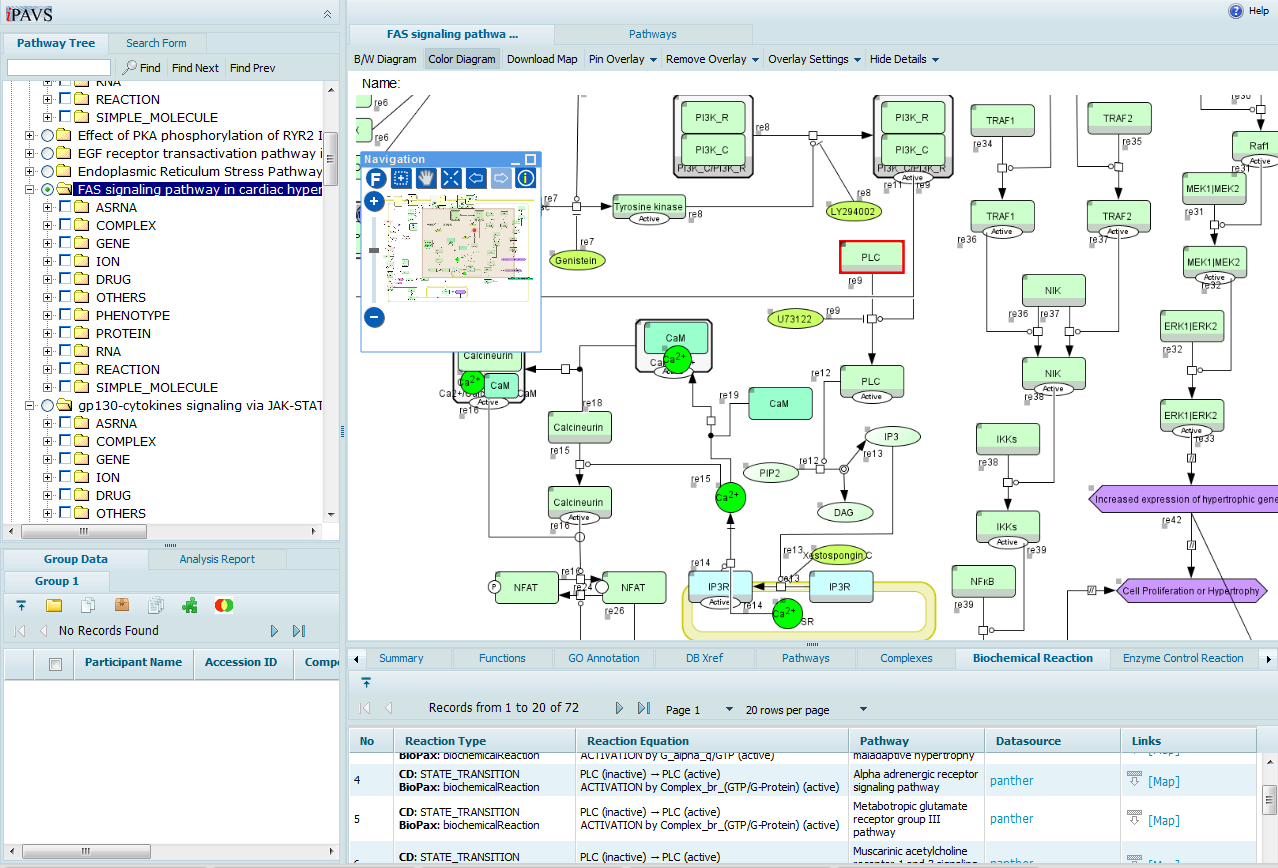 iPAVS
Help
Pathway Tree
Search Form
Find
Find Next
Find Prev
RNA
REACTION
SIMPLE_MOLECULE
Effect of PKA phosphorylation of RYR2 I
EGF receptor transactivation pathway i
Endoplasmic Reticulum Stress Pathway
FAS signaling pathway in cardiac hyper
ASRNA
COMPLEX
GENE
ION
DRUG
OTHERS
PHENOTYPE
PROTEIN
RNA
REACTION
SIMPLE_MOLECULE
gp130-cytokines signaling via JAK-STAT
ASRNA
COMPLEX
GENE
ION
DRUG
OTHERS
Group Data
Analysis Report
Group 1
No Records Found
Participant Name
Accession ID
Compo
FAS signaling pathwa ...
Pathways
B/W Diagram
Color Diagram
Download Map
Pin Overlay
Remove Overlay
Overlay Settings
Hide Details
Name:
re6
re6
Navigation
F
re7
Tyrosine kinase
Active
re8
re7
Genistein
PI3K_R
PI3K_C
PI3K_C/PI3K_R
re8
PI3K_R
PI3K_C
PI3K_C/PI3K_R
Active
re11
re9
re8
LY294002
PLC
re9
U73122
re9
PLC
Active
re12
TRAF1
re34
TRAF1
Active
re36
TRAF2
re35
TRAF2
Active
re37
re30
Raf1
Active
re31
MEK1|MEK2
re31
MEK1|MEK2
Active
re32
NIK
re36
re37
NIK
Active
re38
ERK1|ERK2
re32
ERK1|ERK2
Active
re33
IKKs
re38
IKKs
Active
re39
NFκB
re39
Increased expression of hypertrophic gene
re42
Cell Proliferation or Hypertrophy
Calcineurin
Ca2+
CaM
Active
re16
CaM
Ca2+
re18
Calcineurin
re15
Calcineurin
Active
re16
re19
CaM
re15
Ca2+
PIP2
re12
IP3
re13
DAG
P
NFAT
re24
NFAT
re26
re14
IP3R
Active
re14
re13
Xestospongin C
re13
IP3R
Ca2+
SR
Summary
Functions
GO Annotation
DB Xref
Pathways
Complexes
Biochemical Reaction
Enzyme Control Reaction
Records from 1 to 20 of 72
Page 1
20 rows per page
No
Reaction Type
Reaction Equation
Pathway
Datasource
Links
BioPax: biochemicalReaction
ACTIVATION by G_alpha_q/GTP (active)
maladaptive hypertrophy
[Map]
4
CD: STATE_TRANSITION
BioPax: biochemicalReaction
PLC (inactive) → PLC (active)
ACTIVATION by Complex_br_(GTP/G-Protein) (active)
Alpha adrenergic receptor
signaling pathway
panther
[Map]
5
CD: STATE_TRANSITION
BioPax: biochemicalReaction
PLC (inactive) → PLC (active)
ACTIVATION by Complex_br_(GTP/G-Protein) (active)
Metabotropic glutamate
receptor group III
pathway
panther
[Map]
6
CD: STATE_TRANSITION
PLC (inactive) → PLC (active)
Muscarinic acetylcholine
receptor 1 and 3 signaling
panther
[Map]